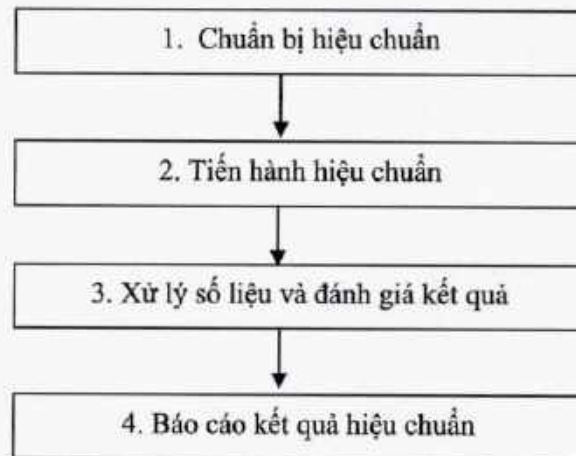 1. Chuẩn bị hiệu chuẩn
2. Tiến hành hiệu chuẩn
3. Xử lý số liệu và đánh giá kết quả
4. Báo cáo kết quả hiệu chuẩn